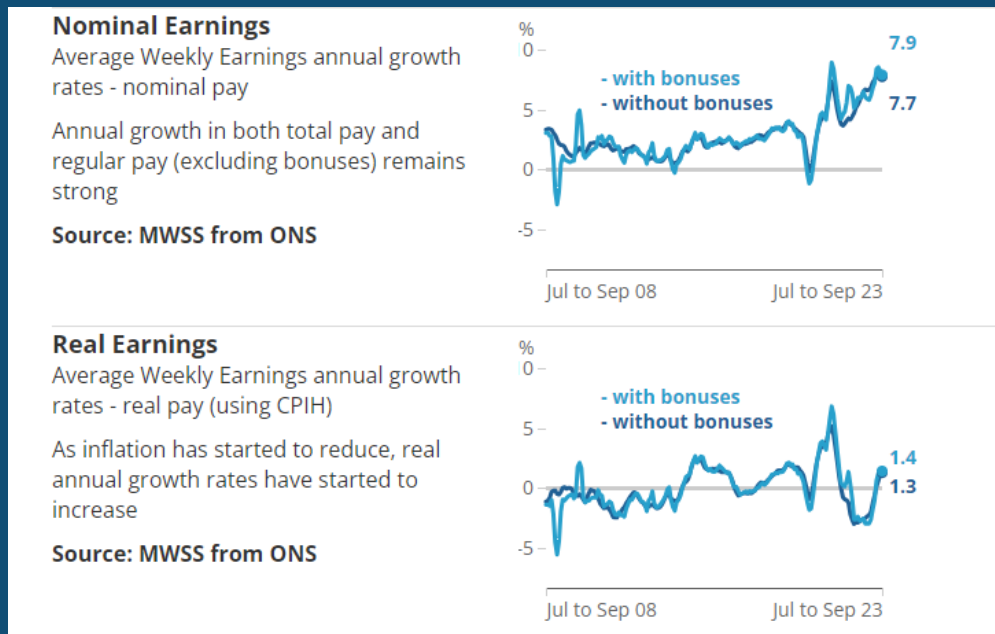 Nominal Earnings
Average Weekly Earnings annual growth
rates - nominal pay
Annual growth in both total pay and
regular pay (excluding bonuses) remains
strong
Source: MWSS from ONS
%
0
5
0
-5
- with bonuses
- without bonuses
7.9
7.7
Jul to Sep 08
Jul to Sep 23
Real Earnings
Average Weekly Earnings annual growth
rates - real pay (using CPIH)
As inflation has started to reduce, real
annual growth rates have started to
increase
Source: MWSS from ONS
%
0
5
0
-5
- with bonuses
- without bonuses
1.4
1.3
Jul to Sep 08
Jul to Sep 23